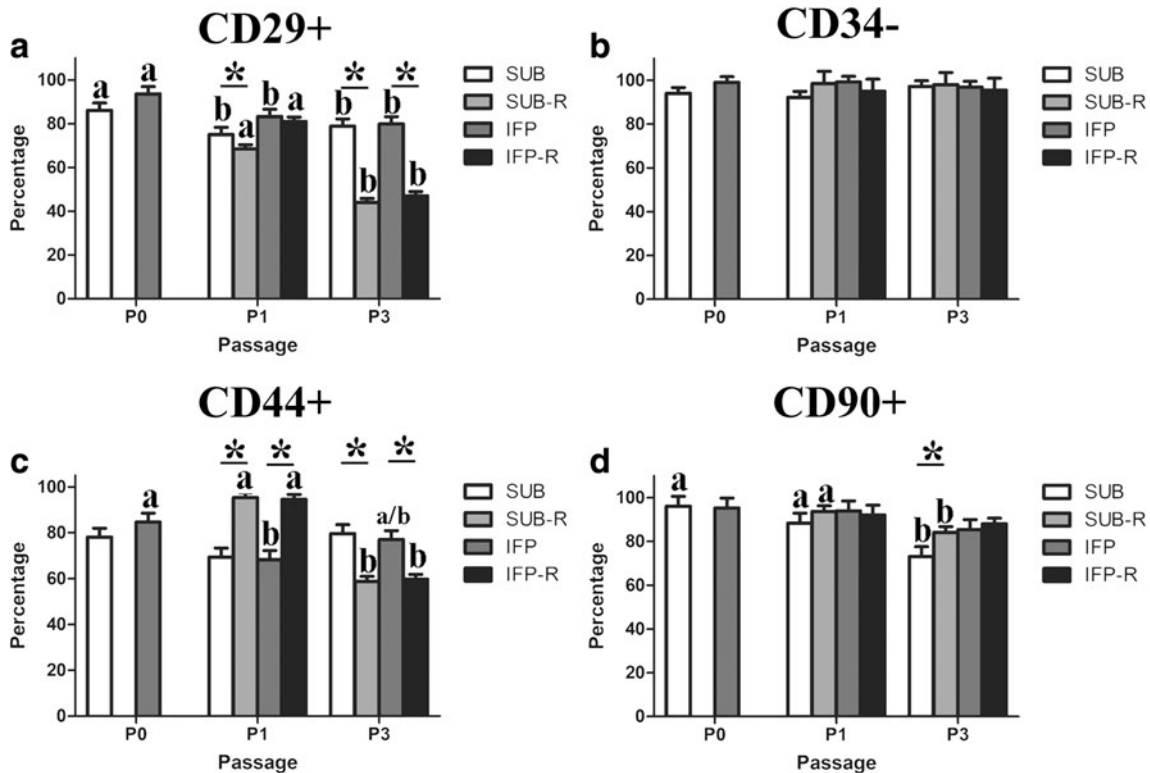 a CD29+
* * *
a a b a b a b b b b
100
80
60
40
20
0
Percentage
P0 P1 P3
Passage
SUB
SUB-R
IFP
IFP-R
b CD34-
100
80
60
40
20
0
Percentage
P0 P1 P3
Passage
SUB
SUB-R
IFP
IFP-R
c CD44+
* * * *
a a b a b a/b b
100
80
60
40
20
0
Percentage
P0 P1 P3
Passage
SUB
SUB-R
IFP
IFP-R
d CD90+
*
a a a b b
100
80
60
40
20
0
Percentage
P0 P1 P3
Passage
SUB
SUB-R
IFP
IFP-R